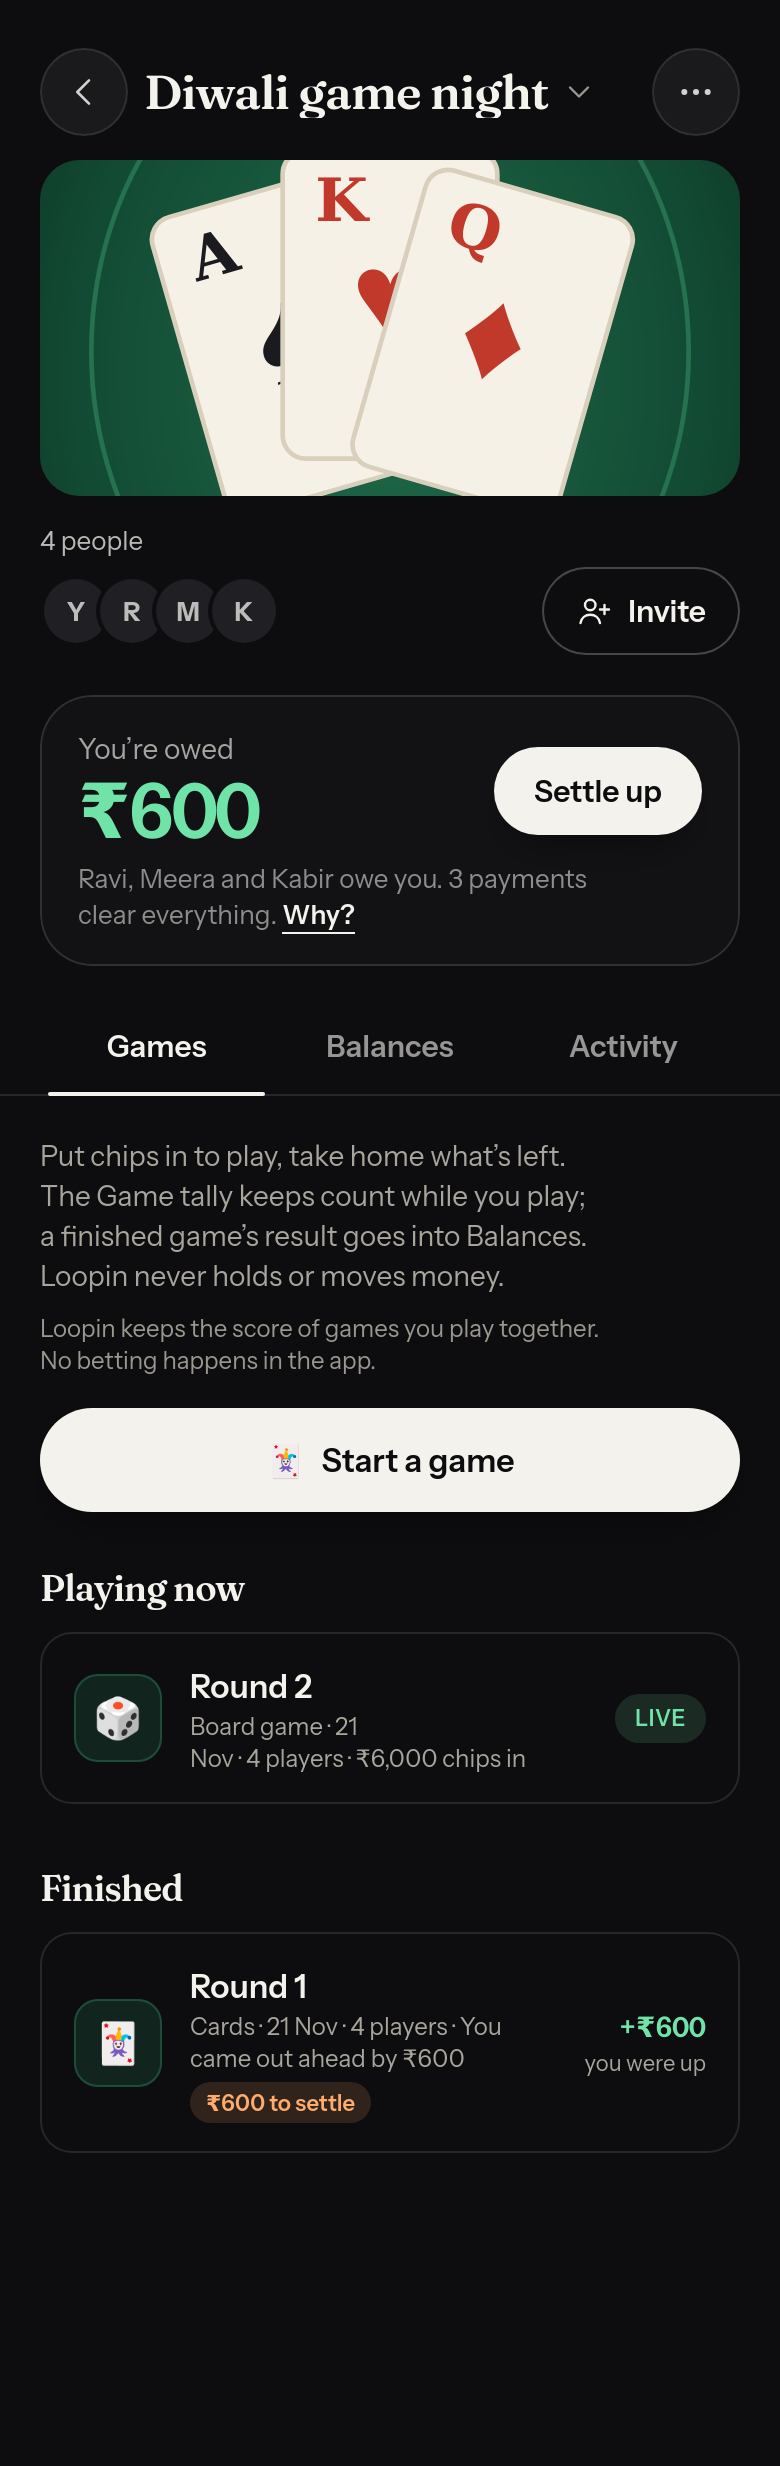 Diwali game night
A
K
Q
4 people
Y R M K
Invite
You’re owed
₹600
Settle up
Ravi, Meera and Kabir owe you. 3 payments
clear everything. Why?
Games Balances Activity
Put chips in to play, take home what’s left.
The Game tally keeps count while you play;
a finished game’s result goes into Balances.
Loopin never holds or moves money.
Loopin keeps the score of games you play together.
No betting happens in the app.
Start a game
Playing now
Round 2
Board game · 21
Nov · 4 players · ₹6,000 chips in
LIVE
Finished
Round 1
Cards · 21 Nov · 4 players · You
came out ahead by ₹600
₹600 to settle
+₹600
you were up